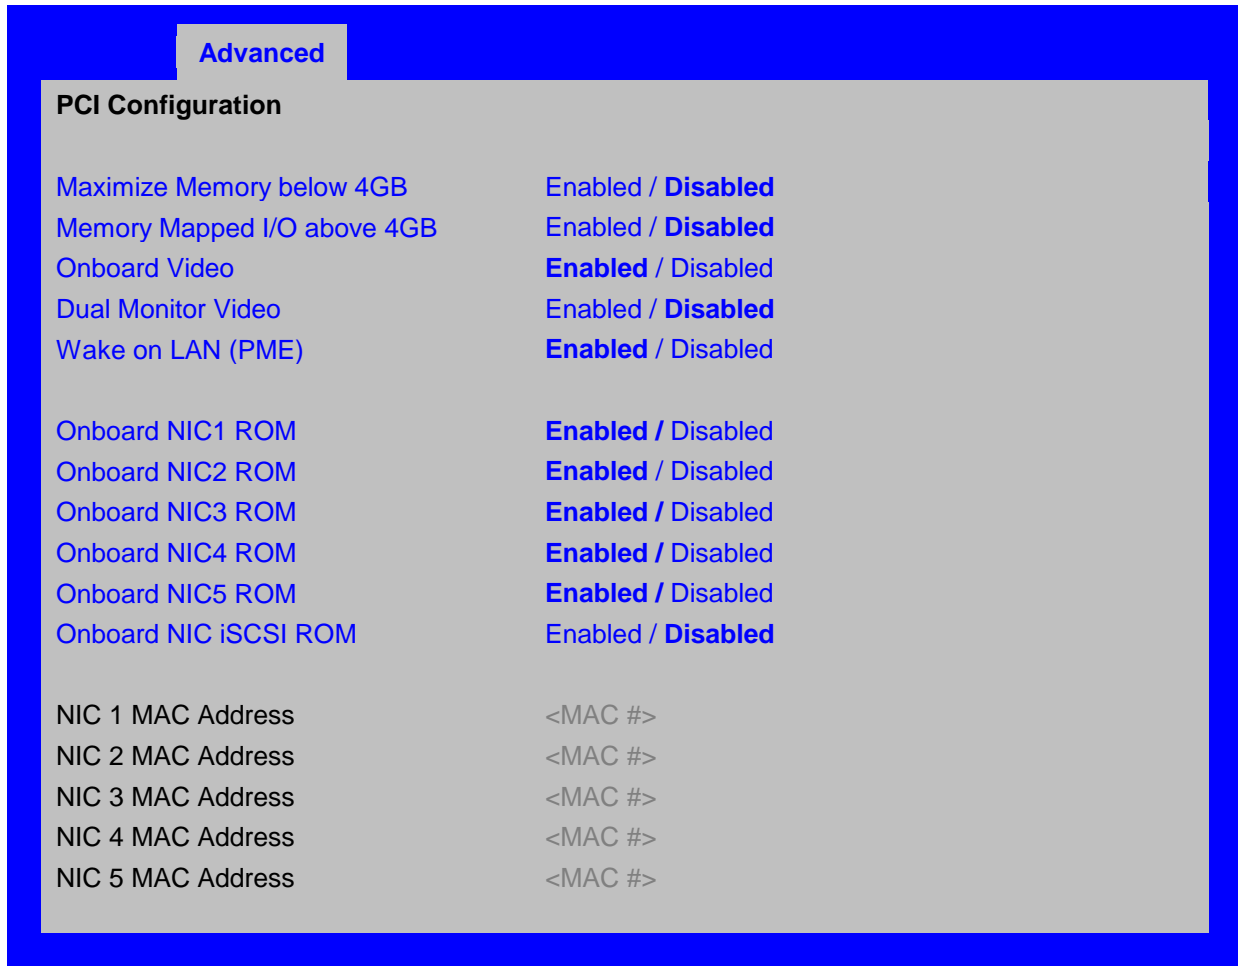 Advanced
PCI Configuration
Maximize Memory below 4GB Enabled / Disabled
Memory Mapped I/O above 4GB Enabled / Disabled
Onboard Video Enabled / Disabled
Dual Monitor Video Enabled / Disabled
Wake on LAN (PME) Enabled / Disabled
Onboard NIC1 ROM Enabled / Disabled
Onboard NIC2 ROM Enabled / Disabled
Onboard NIC3 ROM Enabled / Disabled
Onboard NIC4 ROM Enabled / Disabled
Onboard NIC5 ROM Enabled / Disabled
Onboard NIC iSCSI ROM Enabled / Disabled
NIC 1 MAC Address <MAC #>
NIC 2 MAC Address <MAC #>
NIC 3 MAC Address <MAC #>
NIC 4 MAC Address <MAC #>
NIC 5 MAC Address <MAC #>